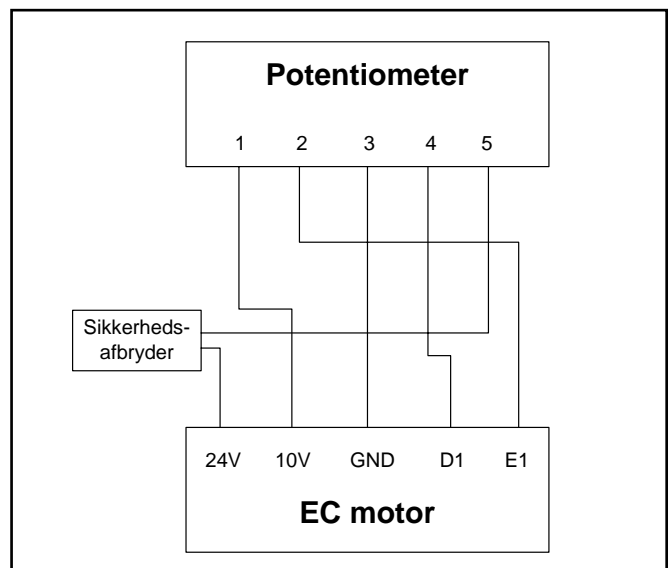 Potentiometer
1 2 3 4 5
Sikkerheds-
afbryder
24V 10V GND D1 E1
EC motor